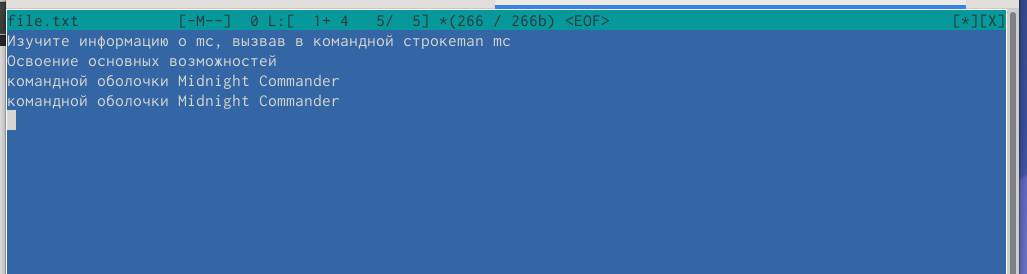 file.txt [-M--] 0 L:[ 1+ 4 5/ 5] *(266 / 266b) <EOF> [*][X]
Изучите информацию о mc, вызвав в командной строкеman mc
Освоение основных возможностей
командной оболочки Midnight Commander
командной оболочки Midnight Commander